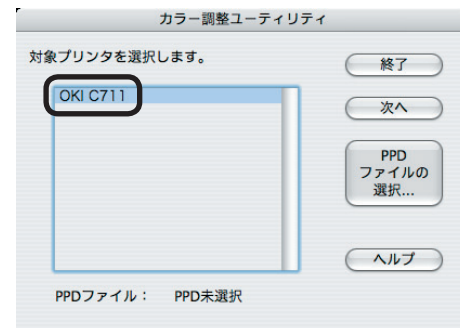 カラー調整ユーティリティ
対象プリンタを選択します。
OKI C711
終了
次へ
PPD
ファイルの
選択...
ヘルプ
PPDファイル： PPD未選択